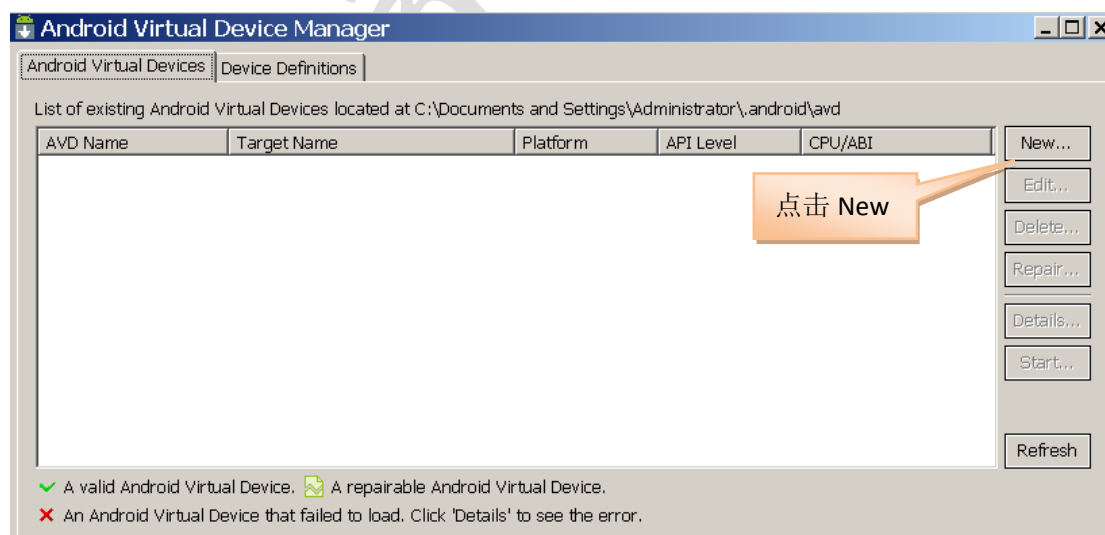 Android Virtual Device Manager
Android Virtual Devices Device Definitions
List of existing Android Virtual Devices located at C:\Documents and Settings\Administrator\.android\avd
AVD Name Target Name Platform API Level CPU/ABI New...
Edit...
点击 New
Delete...
Repair...
Details...
Start...
Refresh
A valid Android Virtual Device. A repairable Android Virtual Device.
An Android Virtual Device that failed to load. Click 'Details' to see the error.